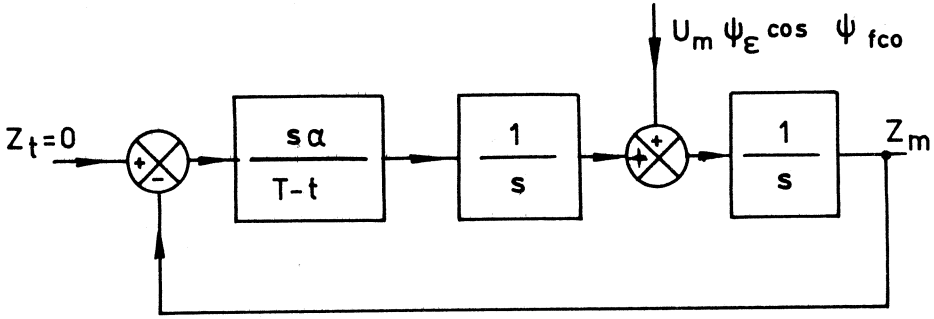 U_m ψ_ε cos ψ_fco
Z_t=0
+
-
sα
T-t
1
s
+
+
1
s
Z_m